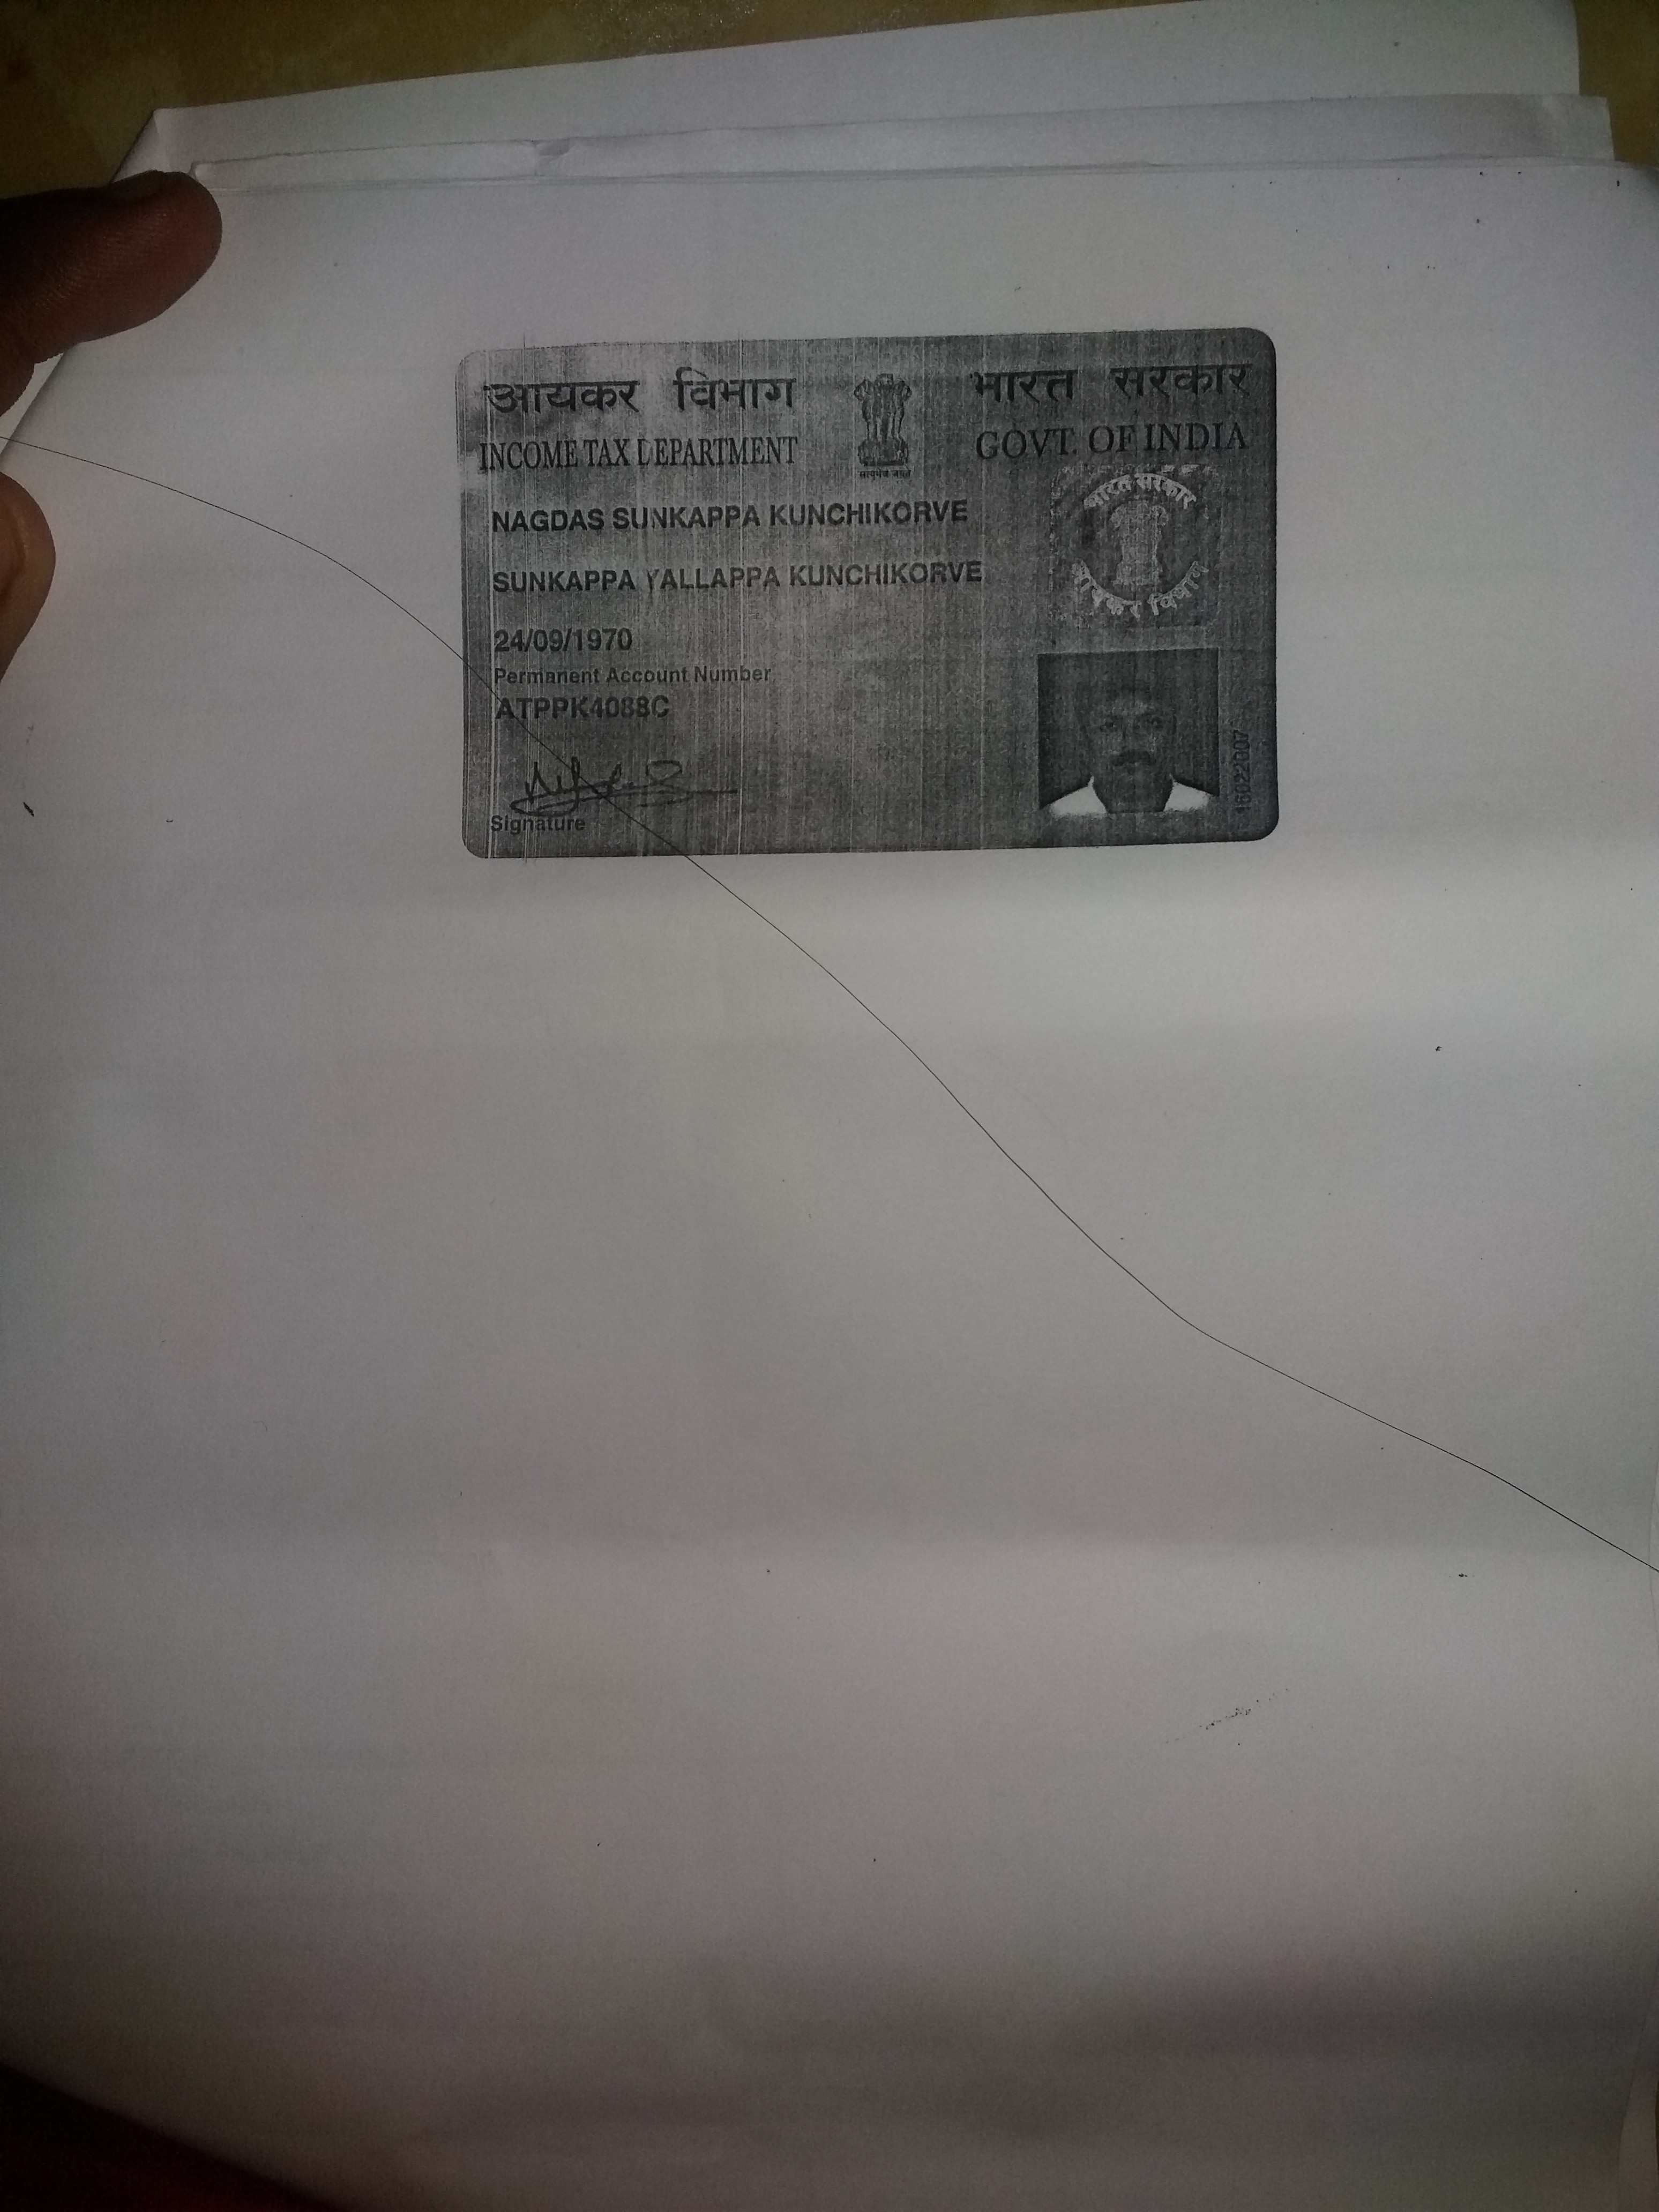 आयकर विभाग
भारत सरकार
INCOME TAX DEPARTMENT
GOVT. OF INDIA
सत्यमेव जयते
NAGDAS SUNKAPPA KUNCHIKORVE
भारत सरकार
आयकर विभाग
SUNKAPPA YALLAPPA KUNCHIKORVE
24/09/1970
Permanent Account Number
ATPPK4088C
16022007
Signature